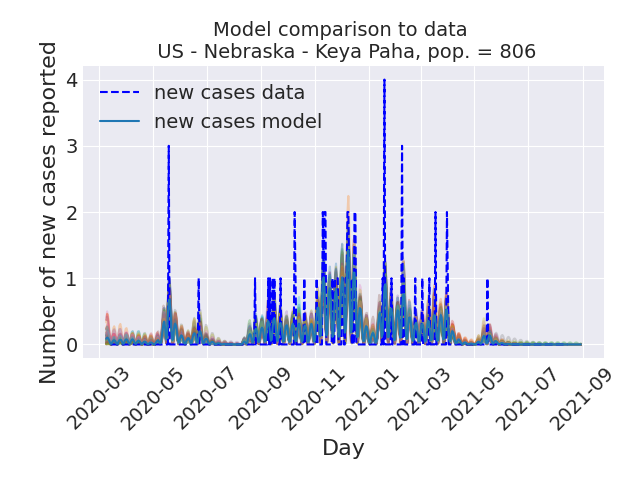 Model comparison to data
US - Nebraska - Keya Paha, pop. = 806
Number of new cases reported
4
3
2
1
0
new cases data
new cases model
2020-03
2020-05
2020-07
2020-09
2020-11
2021-01
2021-03
2021-05
2021-07
2021-09
Day